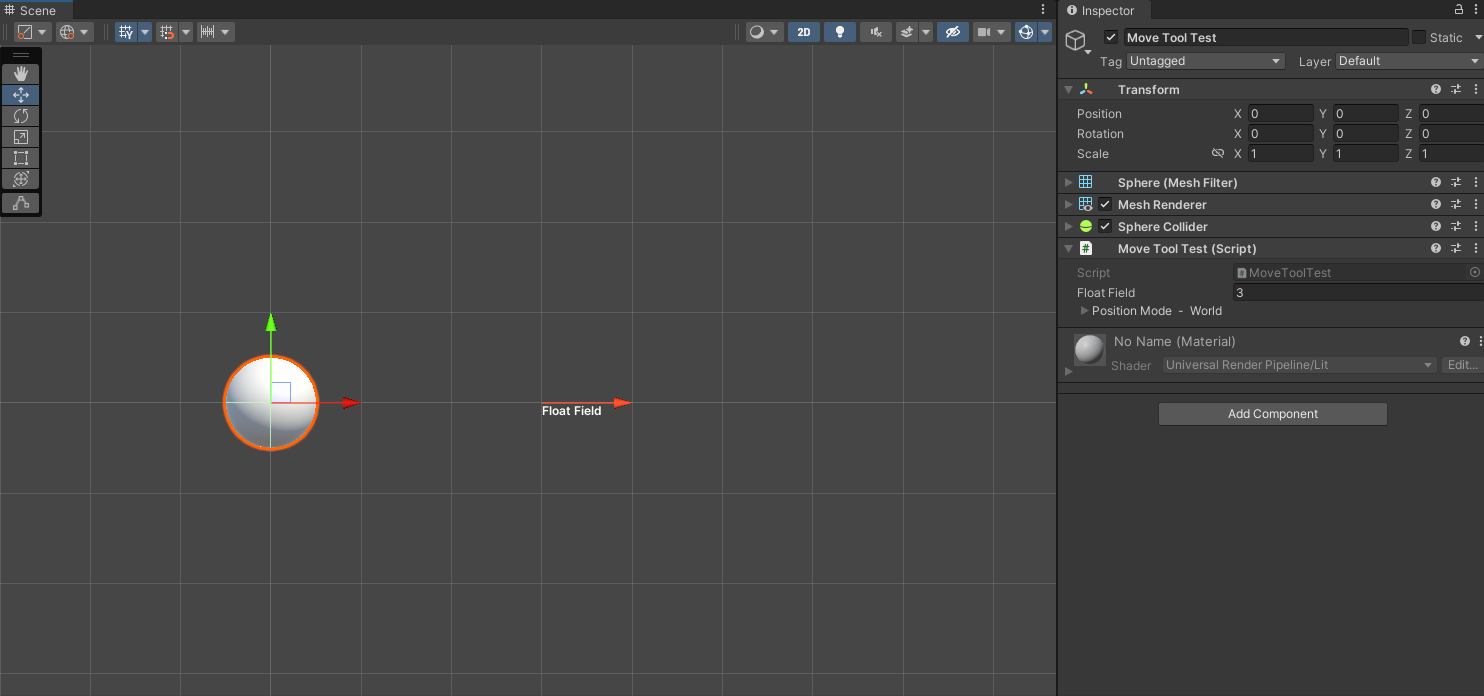 Scene
Inspector
2D
Move Tool Test
Static
Tag Untagged Layer Default
Transform
Position X 0 Y 0 Z 0
Rotation X 0 Y 0 Z 0
Scale X 1 Y 1 Z 1
Sphere (Mesh Filter)
Mesh Renderer
Sphere Collider
# Move Tool Test (Script)
Script MoveToolTest
Float Field 3
Position Mode - World
No Name (Material)
Shader Universal Render Pipeline/Lit Edit...
Float Field
Add Component